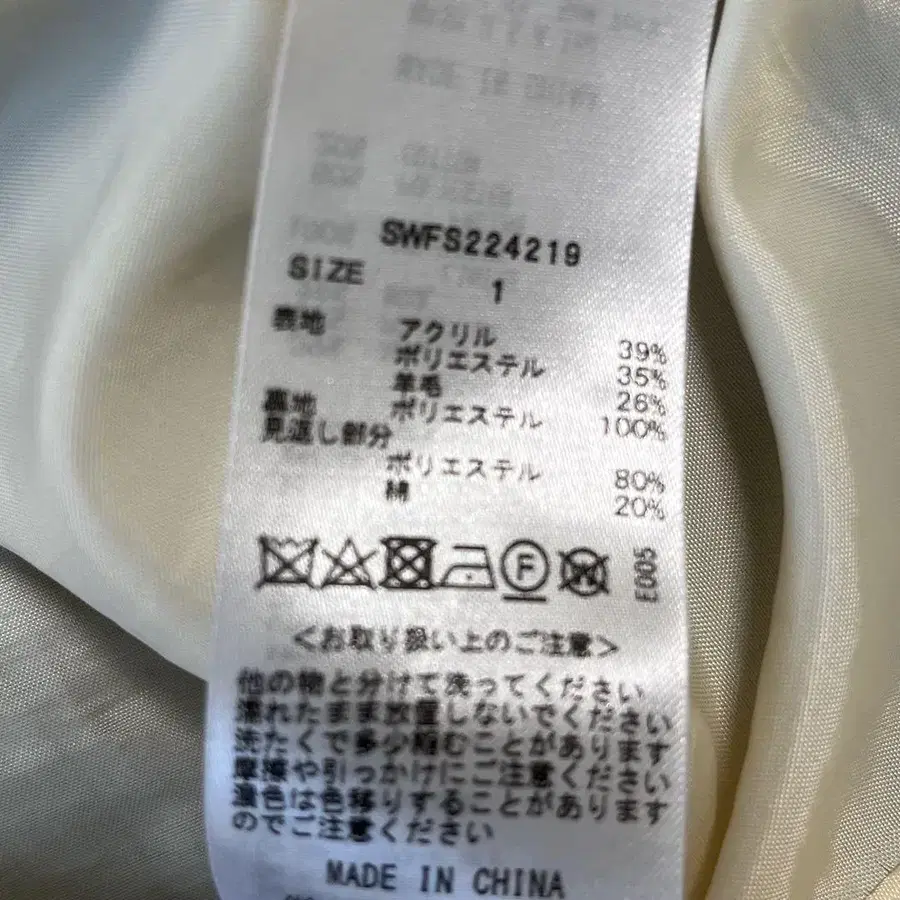 SWFS224219
SIZE 1
表地 アクリル 39%
ポリエステル 35%
羊毛 26%
裏地 ポリエステル 100%
見返し部分
ポリエステル 80%
綿 20%
F W E005
<お取り扱い上のご注意>
他の物と分けて洗ってください
濡れたまま放置しないでください
洗たくで多少縮むことがあります
摩擦や引っかけにご注意ください
濃色は色移りすることがあります
のでご注意ください
MADE IN CHINA